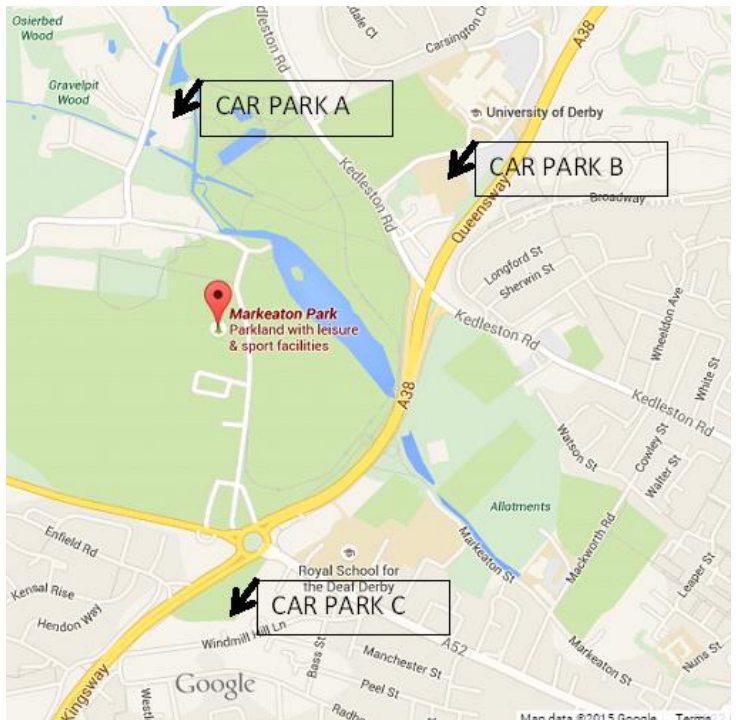 Osierbed
Wood
dale Cl
Carsington Cr
A38
Kedleston Rd
Gravelpit
Wood
CAR PARK A
University of Derby
CAR PARK B
Kedleston Rd
Queensway
Broadway
Longford St
Sherwin St
Markeaton Park
Parkland with leisure
& sport facilities
Kedleston Rd
Wheeldon Ave
White St
A38
Kedleston Rd
Watson St
Cowley St
Walter St
Allotments
Mackworth Rd
Leaper St
Enfield Rd
Markeaton St
Royal School for
the Deaf Derby
Kensal Rise
CAR PARK C
Hendon Way
Windmill Hill Ln
Bass St
A52
Markeaton St
Nuns St
Manchester St
Google
Peel St
Kingsway
Map data ©2015 Google
Terms